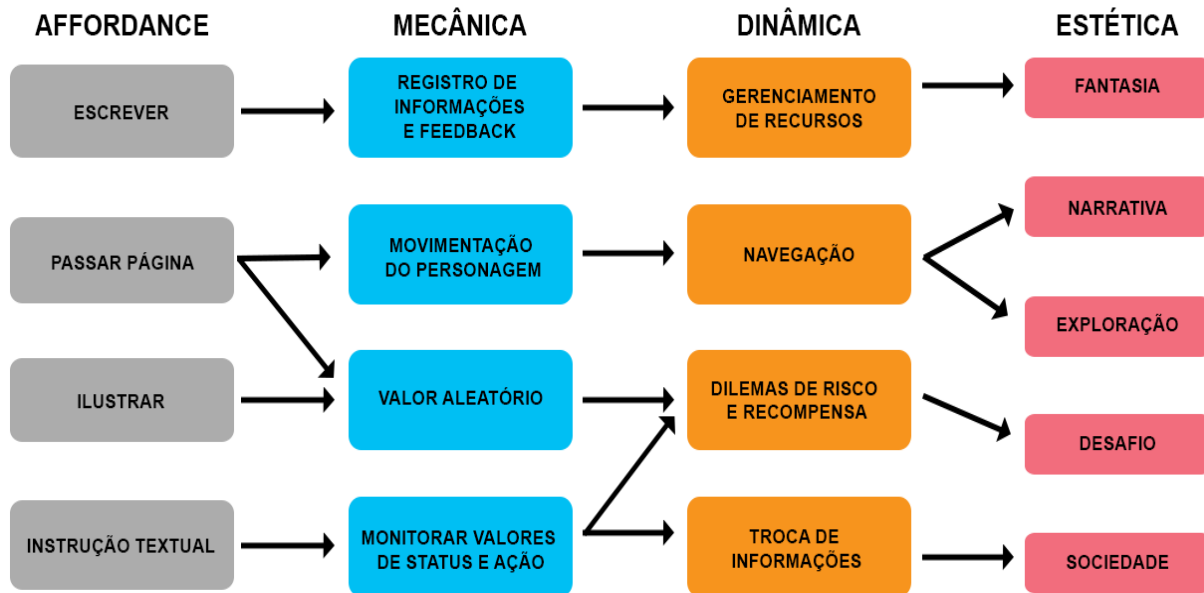 AFFORDANCE
MECÂNICA
DINÂMICA
ESTÉTICA
ESCREVER
REGISTRO DE
INFORMAÇÕES
E FEEDBACK
GERENCIAMENTO
DE RECURSOS
FANTASIA
PASSAR PÁGINA
MOVIMENTAÇÃO
DO PERSONAGEM
NAVEGAÇÃO
NARRATIVA
EXPLORAÇÃO
ILUSTRAR
VALOR ALEATÓRIO
DILEMAS DE RISCO
E RECOMPENSA
DESAFIO
INSTRUÇÃO TEXTUAL
MONITORAR VALORES
DE STATUS E AÇÃO
TROCA DE
INFORMAÇÕES
SOCIEDADE